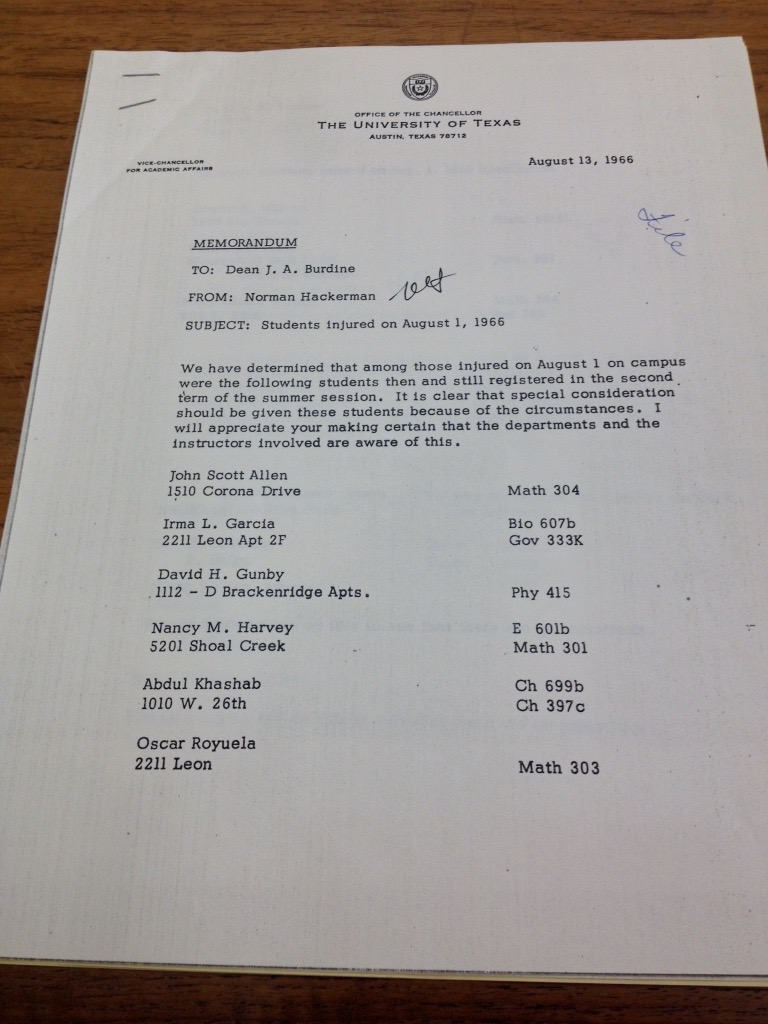 OFFICE OF THE CHANCELLOR
THE UNIVERSITY OF TEXAS
AUSTIN, TEXAS 78712
VICE-CHANCELLOR
FOR ACADEMIC AFFAIRS
August 13, 1966
File
MEMORANDUM
TO: Dean J. A. Burdine
FROM: Norman Hackerman
SUBJECT: Students injured on August 1, 1966
We have determined that among those injured on August 1 on campus
were the following students then and still registered in the second
term of the summer session. It is clear that special consideration
should be given these students because of the circumstances. I
will appreciate your making certain that the departments and the
instructors involved are aware of this.
John Scott Allen
1510 Corona Drive Math 304
Irma L. Garcia Bio 607b
2211 Leon Apt 2F Gov 333K
David H. Gunby
1112 - D Brackenridge Apts. Phy 415
Nancy M. Harvey E 601b
5201 Shoal Creek Math 301
Abdul Khashab Ch 699b
1010 W. 26th Ch 397c
Oscar Royuela
2211 Leon Math 303